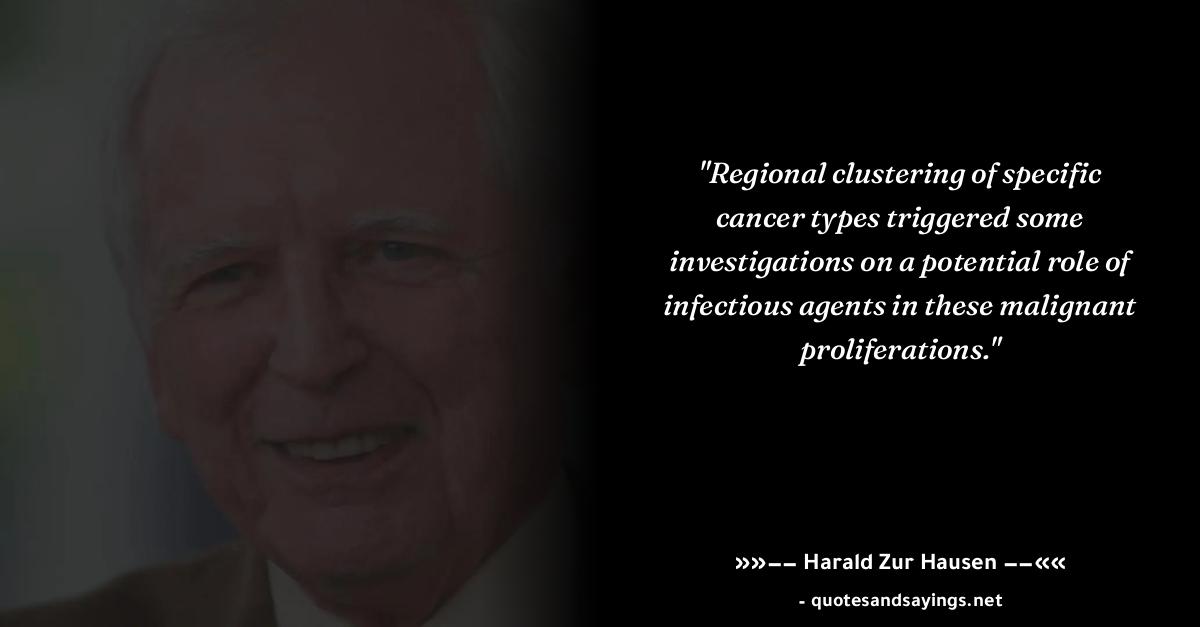 "Regional clustering of specific
cancer types triggered some
investigations on a potential role of
infectious agents in these malignant
proliferations."
»»−− Harald Zur Hausen −−««
- quotesandsayings.net